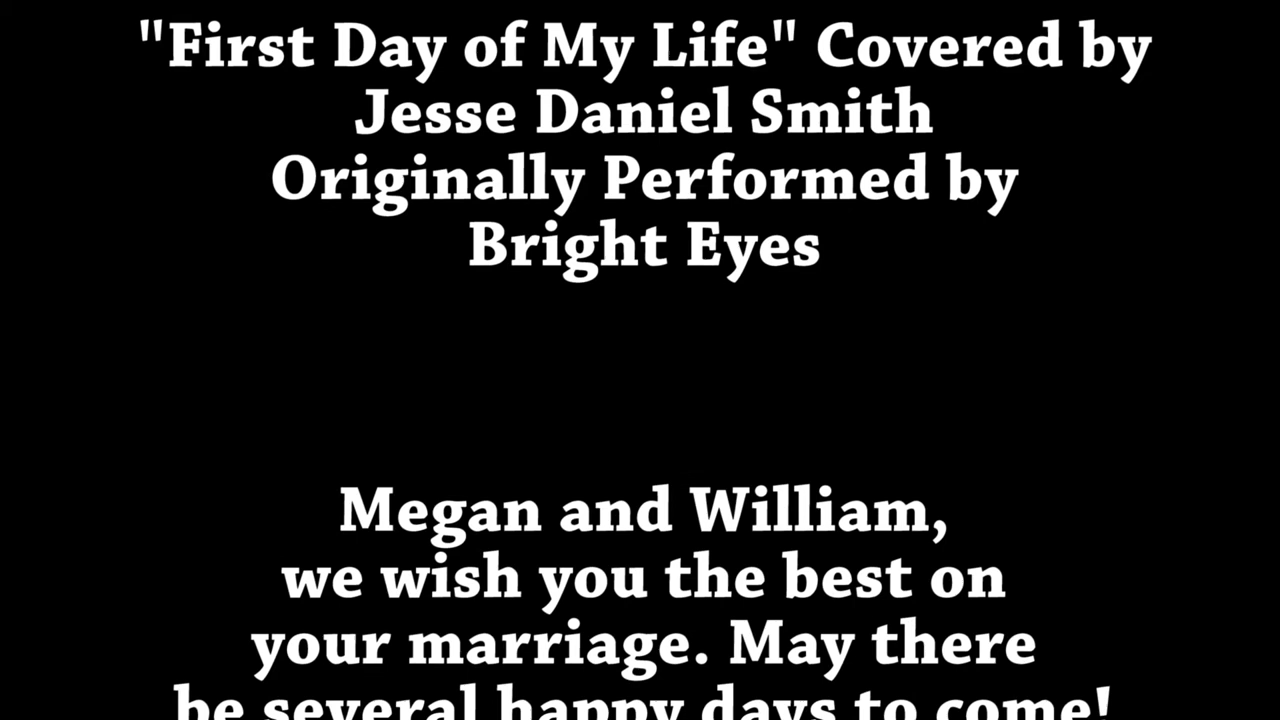 "First Day of My Life" Covered by
Jesse Daniel Smith
Originally Performed by
Bright Eyes
Megan and William,
we wish you the best on
your marriage. May there
be several happy days to come!